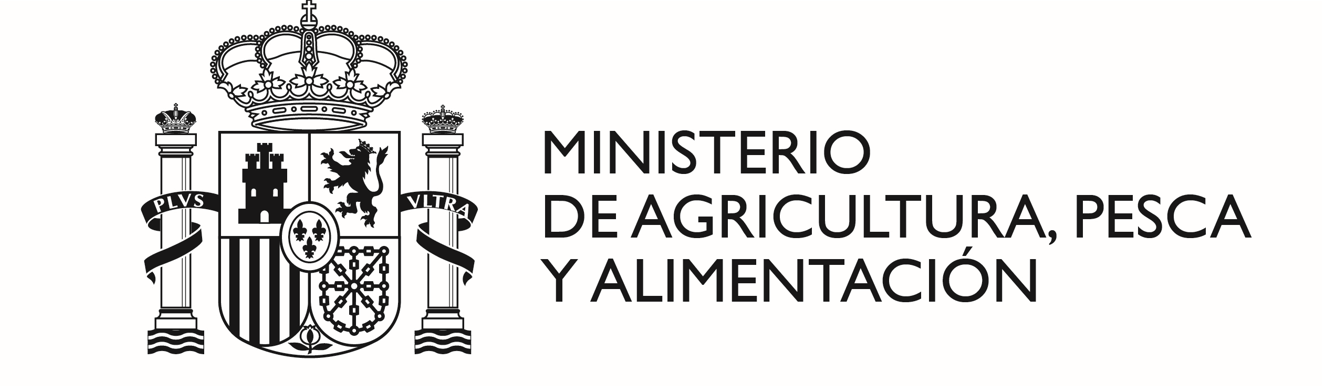 PLVS VLTRA
MINISTERIO
DE AGRICULTURA, PESCA
Y ALIMENTACIÓN